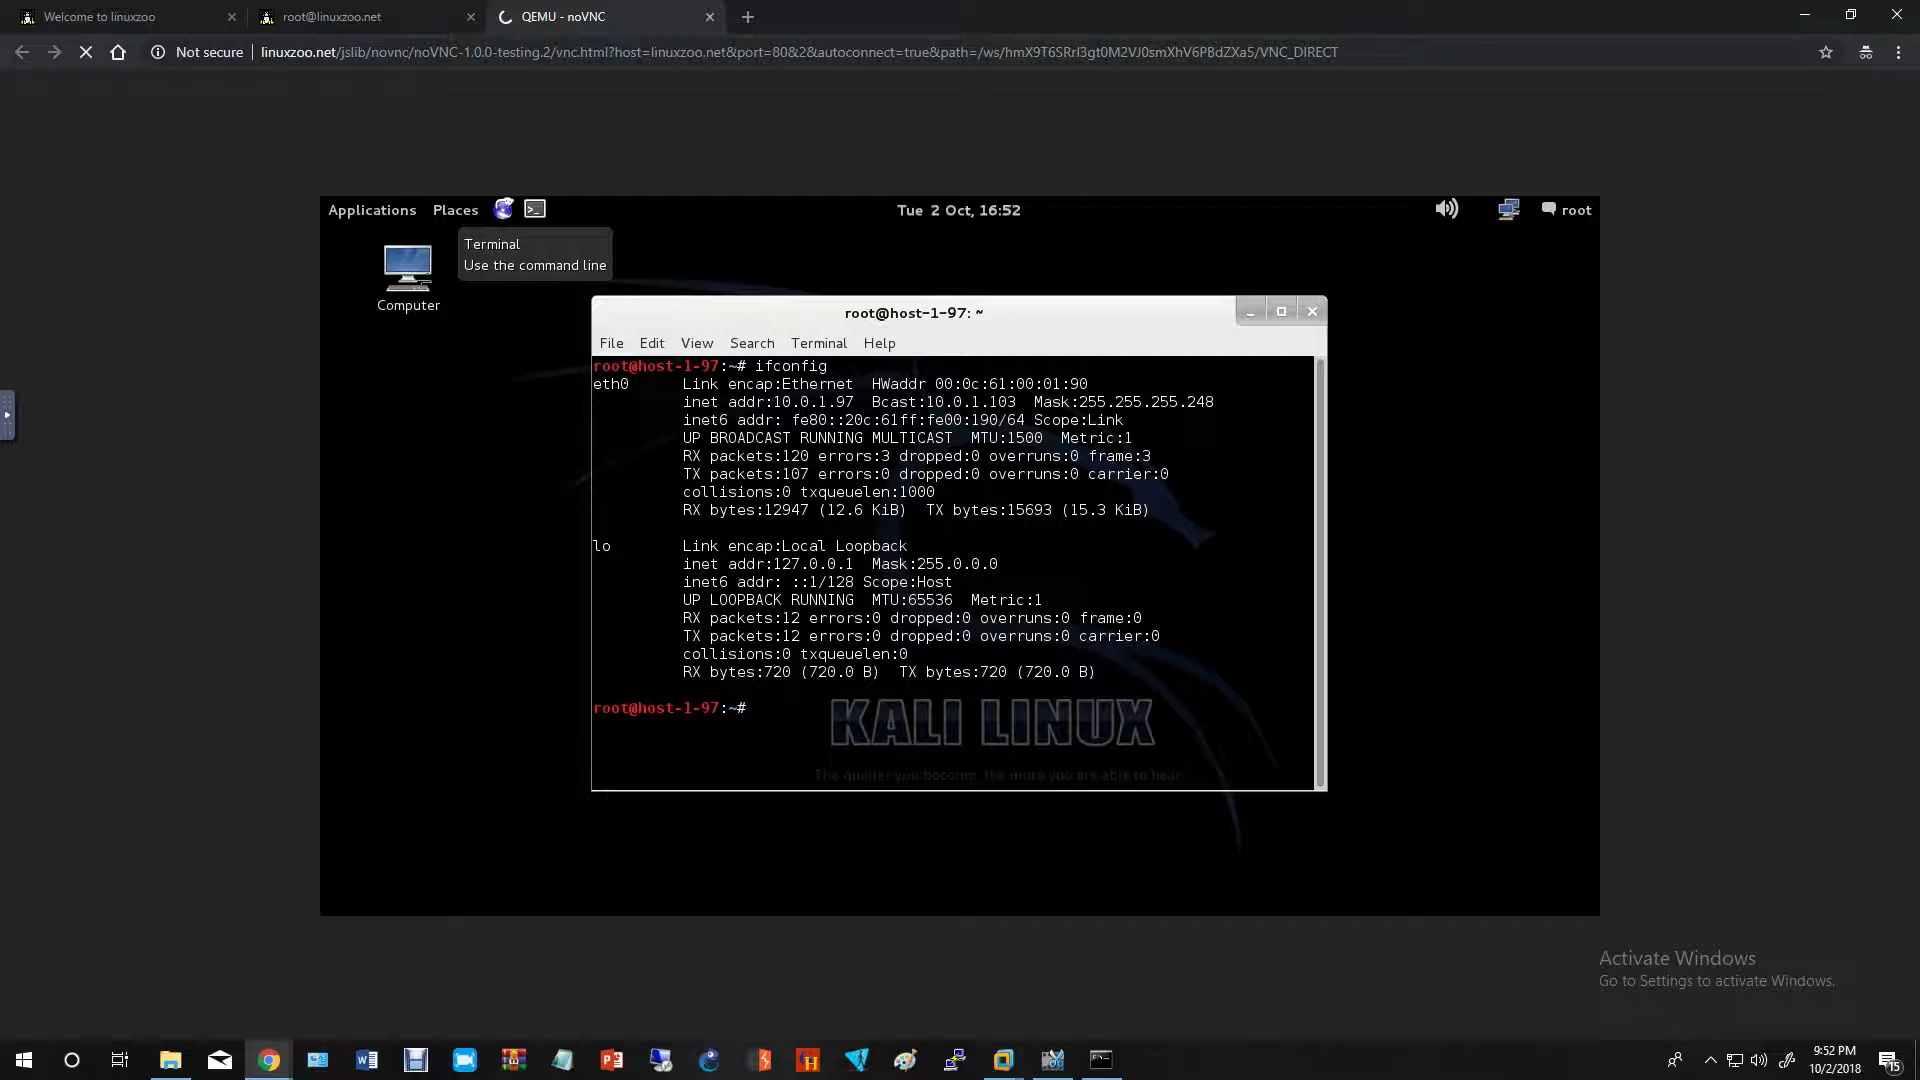 Welcome to linuxzoo
root@linuxzoo.net
QEMU - noVNC
Not secure
linuxzoo.net/jslib/novnc/noVNC-1.0.0-testing.2/vnc.html?host=linuxzoo.net&port=80&2&autoconnect=true&path=/ws/hmX9T6SRrI3gt0M2VJ0smXhV6PBdZXa5/VNC_DIRECT
Applications Places
Tue 2 Oct, 16:52
root
Terminal
Use the command line
Computer
root@host-1-97: ~
File Edit View Search Terminal Help
root@host-1-97:~# ifconfig
eth0 Link encap:Ethernet HWaddr 00:0c:61:00:01:90
inet addr:10.0.1.97 Bcast:10.0.1.103 Mask:255.255.255.248
inet6 addr: fe80::20c:61ff:fe00:190/64 Scope:Link
UP BROADCAST RUNNING MULTICAST MTU:1500 Metric:1
RX packets:120 errors:3 dropped:0 overruns:0 frame:3
TX packets:107 errors:0 dropped:0 overruns:0 carrier:0
collisions:0 txqueuelen:1000
RX bytes:12947 (12.6 KiB) TX bytes:15693 (15.3 KiB)
lo Link encap:Local Loopback
inet addr:127.0.0.1 Mask:255.0.0.0
inet6 addr: ::1/128 Scope:Host
UP LOOPBACK RUNNING MTU:65536 Metric:1
RX packets:12 errors:0 dropped:0 overruns:0 frame:0
TX packets:12 errors:0 dropped:0 overruns:0 carrier:0
collisions:0 txqueuelen:0
RX bytes:720 (720.0 B) TX bytes:720 (720.0 B)
root@host-1-97:~#
KALI LINUX
The quieter you become, the more you are able to hear
Activate Windows
Go to Settings to activate Windows.
9:52 PM
10/2/2018
15